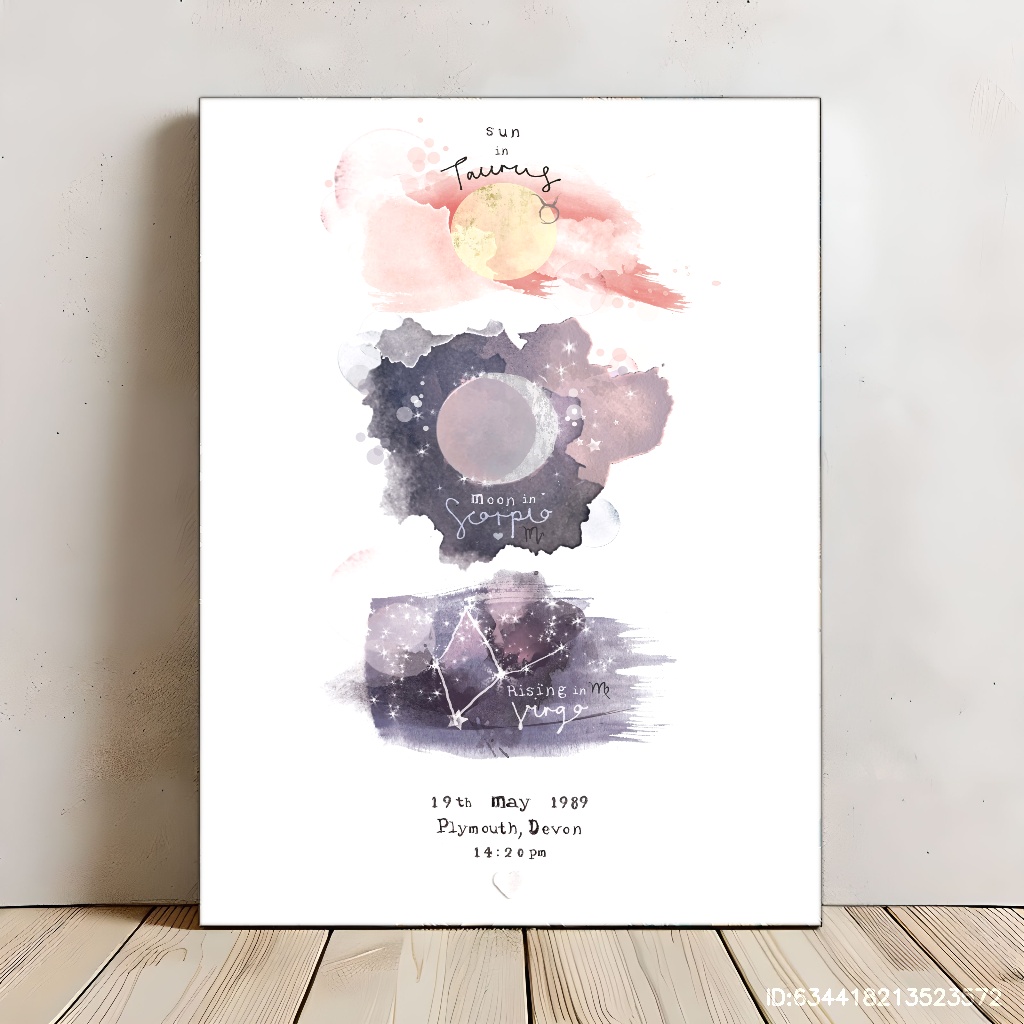 sun
in
Taurus
♉
moon in
Scorpio
♏
Rising in ♍
Virgo
19th May 1989
Plymouth, Devon
14:20pm
ID:634418213523572